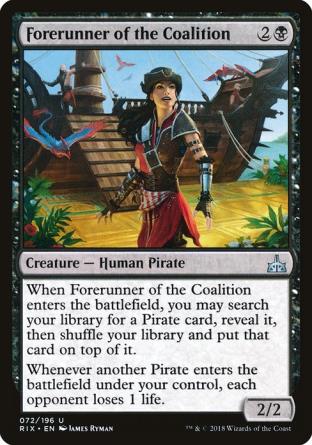 Forerunner of the Coalition 2
Creature — Human Pirate
When Forerunner of the Coalition
enters the battlefield, you may search
your library for a Pirate card, reveal it,
then shuffle your library and put that
card on top of it.
Whenever another Pirate enters the
battlefield under your control, each
opponent loses 1 life.
2/2
072/196 U
RIX • EN James Ryman
™ & © 2018 Wizards of the Coast